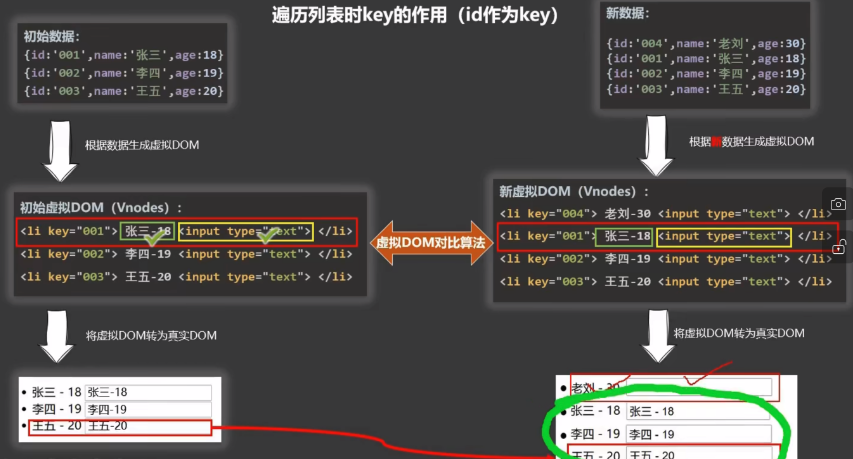 遍历列表时key的作用（id作为key）
初始数据：
{id:'001',name:'张三',age:18}
{id:'002',name:'李四',age:19}
{id:'003',name:'王五',age:20}
根据数据生成虚拟DOM
初始虚拟DOM（Vnodes）：
<li key="001"> 张三-18 <input type="text"> </li>
<li key="002"> 李四-19 <input type="text"> </li>
<li key="003"> 王五-20 <input type="text"> </li>
将虚拟DOM转为真实DOM
张三 - 18 张三-18
李四 - 19 李四-19
王五 - 20 王五-20
虚拟DOM对比算法
新数据：
{id:'004',name:'老刘',age:30}
{id:'001',name:'张三',age:18}
{id:'002',name:'李四',age:19}
{id:'003',name:'王五',age:20}
根据新数据生成虚拟DOM
新虚拟DOM（Vnodes）：
<li key="004"> 老刘-30 <input type="text"> </li>
<li key="001"> 张三-18 <input type="text"> </li>
<li key="002"> 李四-19 <input type="text"> </li>
<li key="003"> 王五-20 <input type="text"> </li>
将虚拟DOM转为真实DOM
老刘 - 30
张三 - 18 张三 - 18
李四 - 19 李四 - 19
王五 - 20 王五 - 20